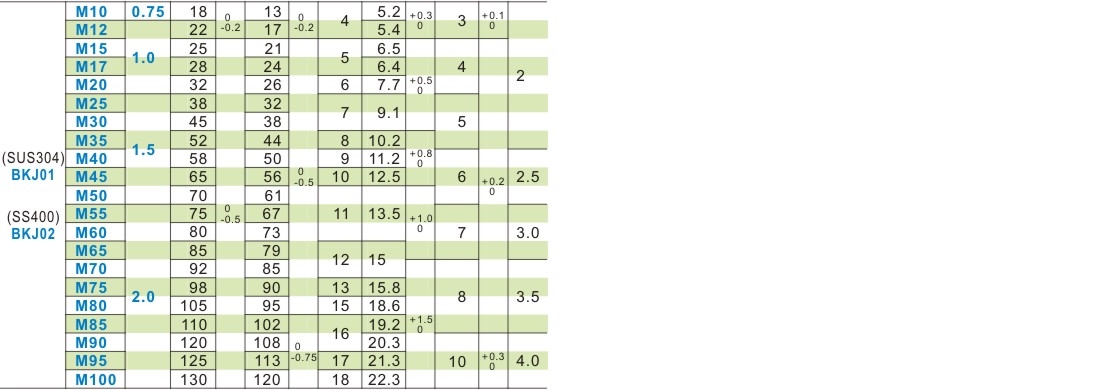 M10 0.75 18 0 13 0 5.2 +0.3 +0.1
4 3
M12 22 -0.2 17 -0.2 5.4 0 0
M15 25 21 6.5
1.0 5
M17 28 24 6.4 4
2
M20 32 26 6 7.7 +0.5 0
M25 38 32
7 9.1
M30 45 38 5
M35 52 44 8 10.2
1.5
(SUS304) M40 58 50 9 11.2 +0.8 0
BKJ01 M45 65 56 0 -0.5 10 12.5 6 +0.2 0 2.5
M50 70 61
(SS400) M55 75 0 -0.5 67 11 13.5 +1.0 0
BKJ02 M60 80 73 7 3.0
M65 85 79
12 15
M70 92 85
M75 98 90 13 15.8
2.0 8 3.5
M80 105 95 15 18.6
M85 110 102 19.2 +1.5 0
16
M90 120 108 20.3
M95 125 113 0 -0.75 17 21.3 10 +0.3 0 4.0
M100 130 120 18 22.3